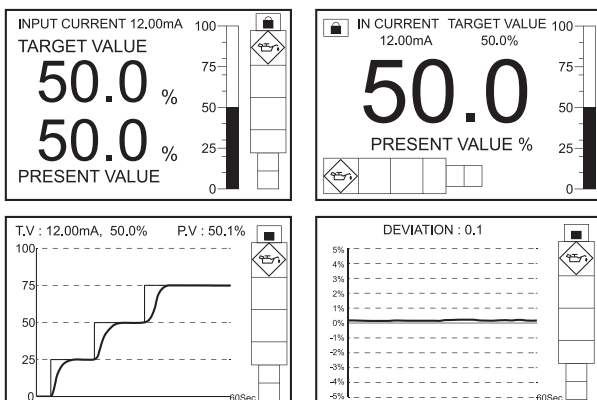 INPUT CURRENT 12.00mA
TARGET VALUE
50.0 %
50.0 %
PRESENT VALUE
100
75
50
25
0
IN CURRENT TARGET VALUE
12.00mA 50.0%
50.0
PRESENT VALUE %
100
75
50
25
0
T.V : 12.00mA, 50.0% P.V : 50.1%
100
75
50
25
0
60Sec
DEVIATION : 0.1
5%
4%
3%
2%
1%
0%
-1%
-2%
-3%
-4%
-5%
60Sec